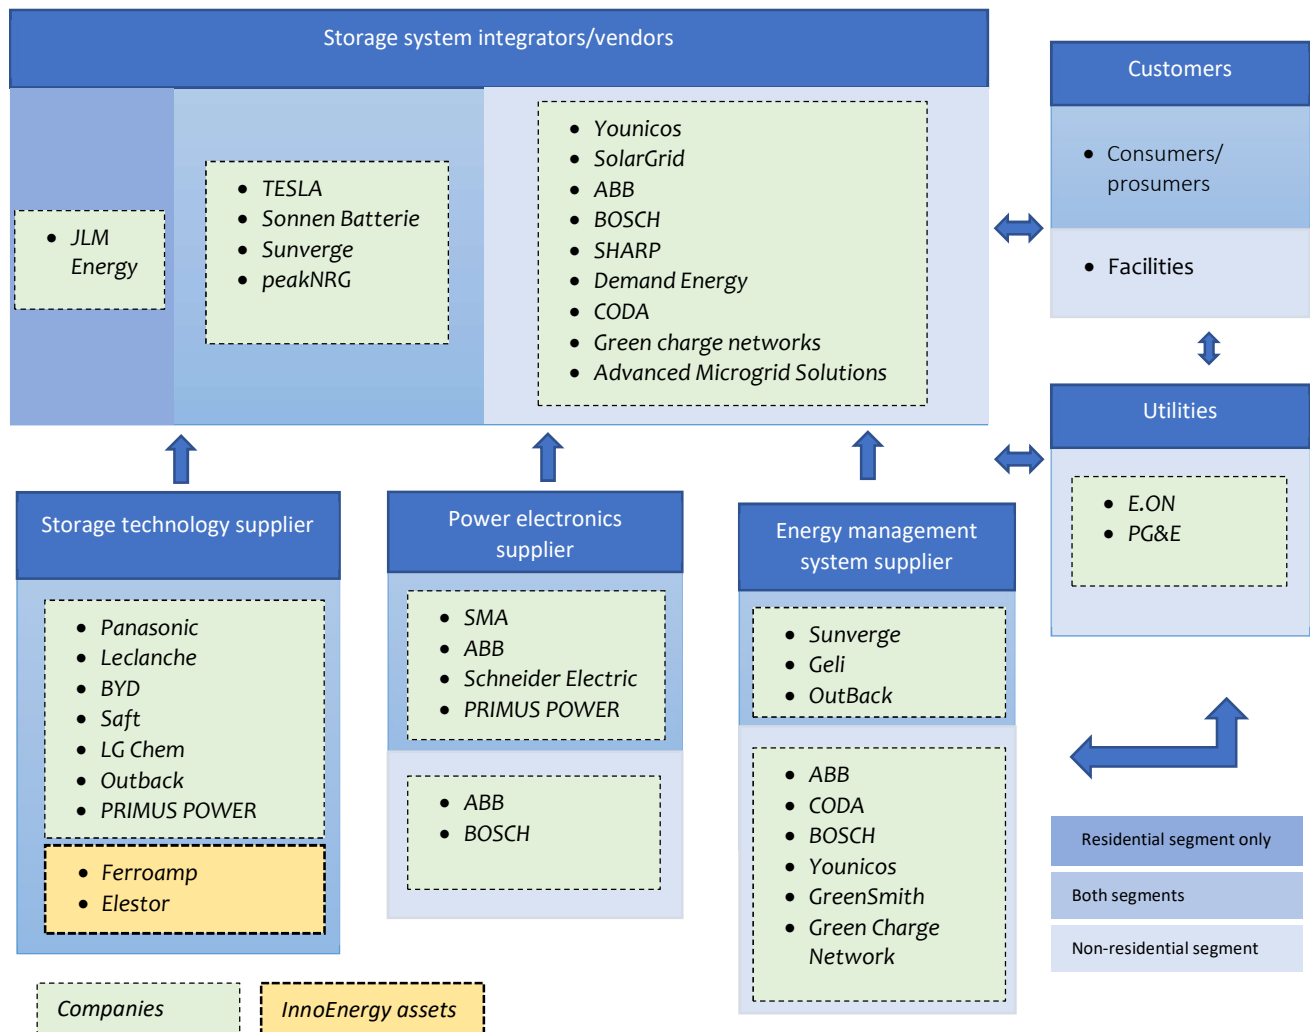 Storage system integrators/vendors
• JLM
Energy
• TESLA
• Sonnen Batterie
• Sunverge
• peakNRG
• Younicos
• SolarGrid
• ABB
• BOSCH
• SHARP
• Demand Energy
• CODA
• Green charge networks
• Advanced Microgrid Solutions
Customers
• Consumers/
prosumers
• Facilities
Utilities
• E.ON
• PG&E
Storage technology supplier
• Panasonic
• Leclanche
• BYD
• Saft
• LG Chem
• Outback
• PRIMUS POWER
• Ferroamp
• Elestor
Power electronics
supplier
• SMA
• ABB
• Schneider Electric
• PRIMUS POWER
• ABB
• BOSCH
Energy management
system supplier
• Sunverge
• Geli
• OutBack
• ABB
• CODA
• BOSCH
• Younicos
• GreenSmith
• Green Charge
Network
Residential segment only
Both segments
Non-residential segment
Companies
InnoEnergy assets